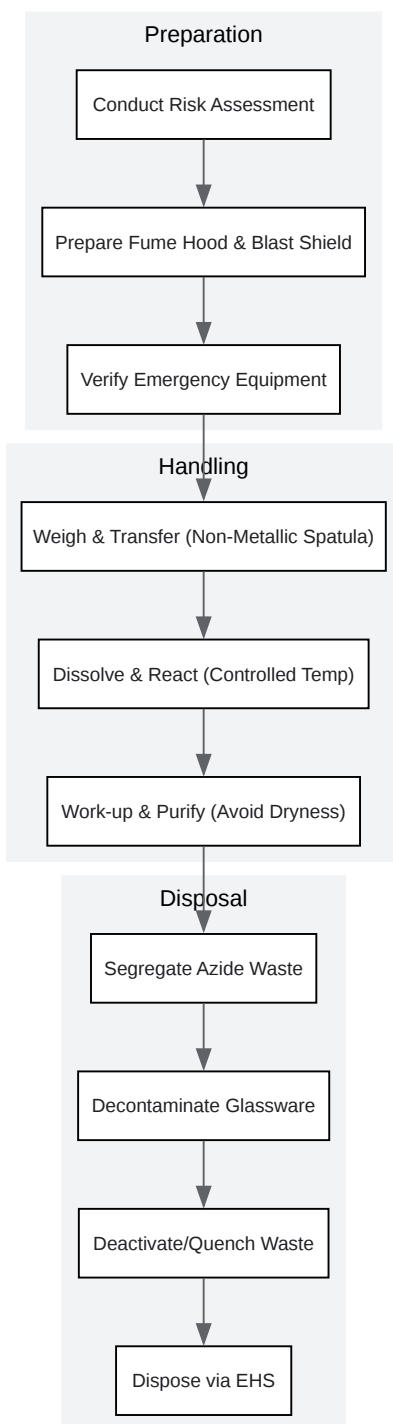 Preparation
Conduct Risk Assessment
Prepare Fume Hood & Blast Shield
Verify Emergency Equipment
Handling
Weigh & Transfer (Non-Metallic Spatula)
Dissolve & React (Controlled Temp)
Work-up & Purify (Avoid Dryness)
Disposal
Segregate Azide Waste
Decontaminate Glassware
Deactivate/Quench Waste
Dispose via EHS